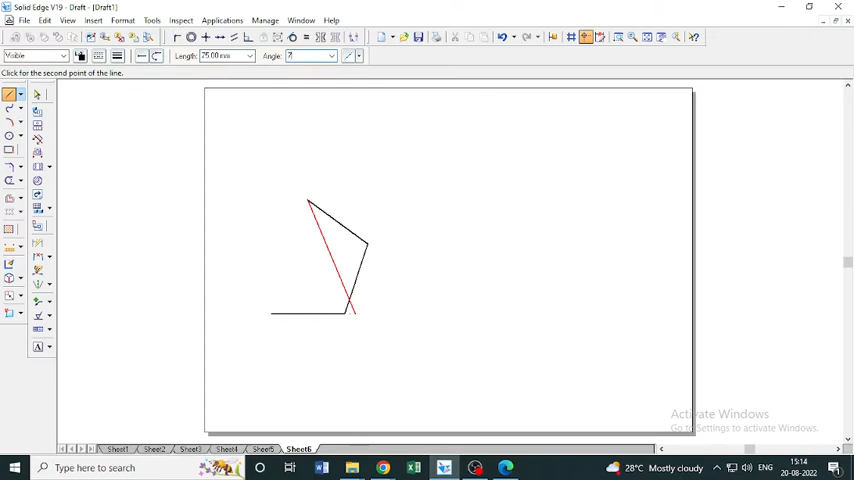 Solid Edge V19 - Draft - [Draft1]
File Edit View Insert Format Tools Inspect Applications Manage Window Help
Visible Length: 75.00 mm Angle: 7
Click for the second point of the line.
A
Activate Windows
Go to Settings to activate Windows.
Sheet1 Sheet2 Sheet3 Sheet4 Sheet5 Sheet6
Type here to search 28°C Mostly cloudy ENG 15:14 20-08-2022